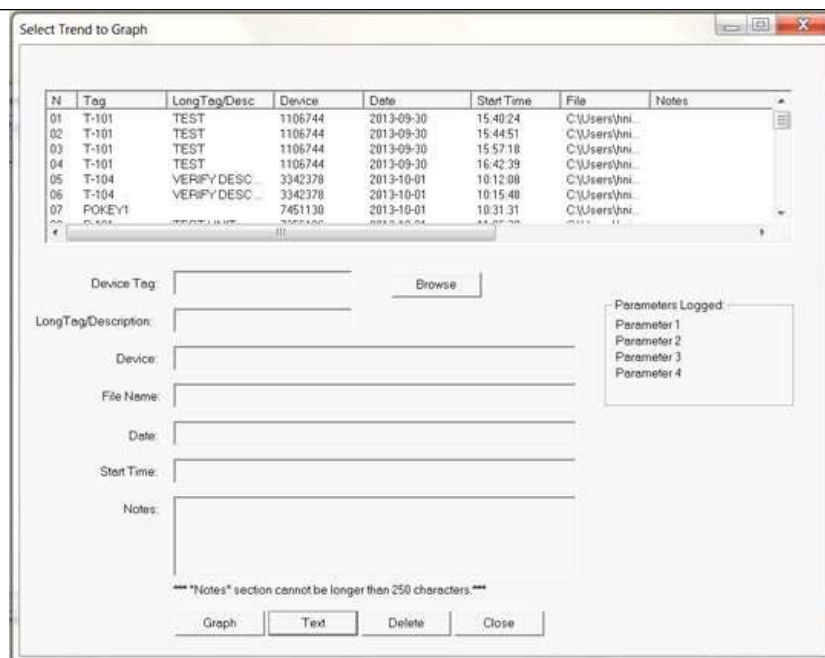 Select Trend to Graph
N Tag LongTag/Desc Device Date Start Time File Notes
01 T-101 TEST 1106744 2013-09-30 15:40:24 C:\Users\hni...
02 T-101 TEST 1106744 2013-09-30 15:44:51 C:\Users\hni...
03 T-101 TEST 1106744 2013-09-30 15:57:18 C:\Users\hni...
04 T-101 TEST 1106744 2013-09-30 16:42:39 C:\Users\hni...
05 T-104 VERIFY DESC... 3342378 2013-10-01 10:12:08 C:\Users\hni...
06 T-104 VERIFY DESC... 3342378 2013-10-01 10:15:48 C:\Users\hni...
07 POKEY1 7451130 2013-10-01 10:31:31 C:\Users\hni...
Device Tag: Browse
LongTag/Description:
Device:
File Name:
Date:
Start Time:
Notes:
Parameters Logged:
Parameter 1
Parameter 2
Parameter 3
Parameter 4
*** "Notes" section cannot be longer than 250 characters.***
Graph Text Delete Close